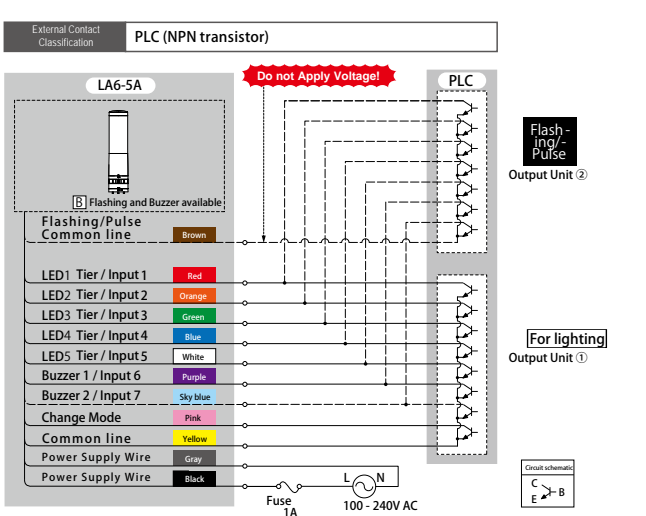 External Contact
Classification
PLC (NPN transistor)
LA6-5A
Do not Apply Voltage!
PLC
B Flashing and Buzzer available
Flashing/Pulse
Common line
Brown
LED1 Tier / Input 1
Red
LED2 Tier / Input 2
Orange
LED3 Tier / Input 3
Green
LED4 Tier / Input 4
Blue
LED5 Tier / Input 5
White
Buzzer 1 / Input 6
Purple
Buzzer 2 / Input 7
Sky blue
Change Mode
Pink
Common line
Yellow
Power Supply Wire
Gray
Power Supply Wire
Black
Fuse
1A
L N
100 - 240V AC
Flash-
ing/-
Pulse
Output Unit ②
For lighting
Output Unit ①
Circuit schematic
C
E
B